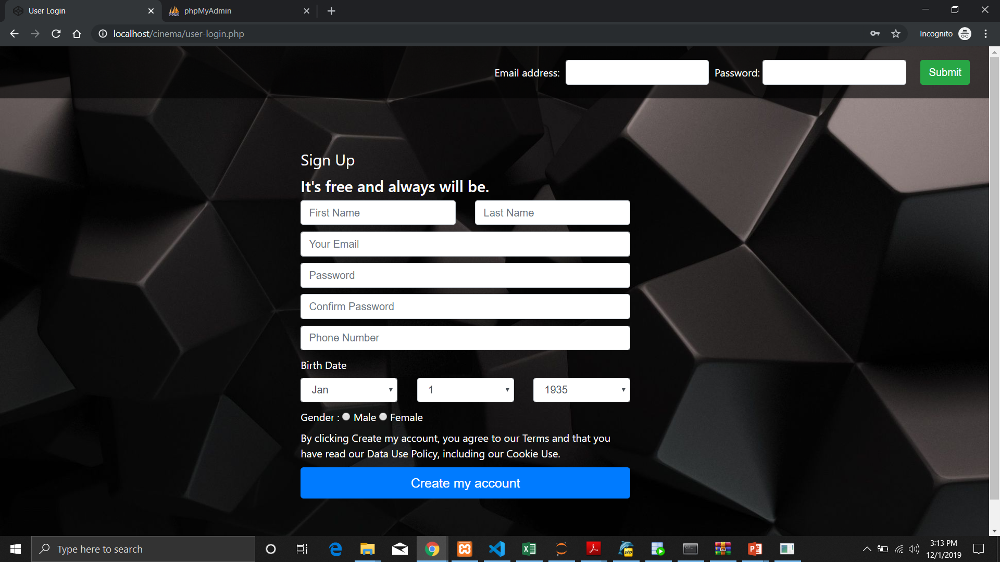 User Login
phpMyAdmin
localhost/cinema/user-login.php
Incognito
Email address:
Password:
Submit
Sign Up
It's free and always will be.
First Name
Last Name
Your Email
Password
Confirm Password
Phone Number
Birth Date
Jan
1
1935
Gender : Male Female
By clicking Create my account, you agree to our Terms and that you
have read our Data Use Policy, including our Cookie Use.
Create my account
Type here to search
3:13 PM
12/1/2019